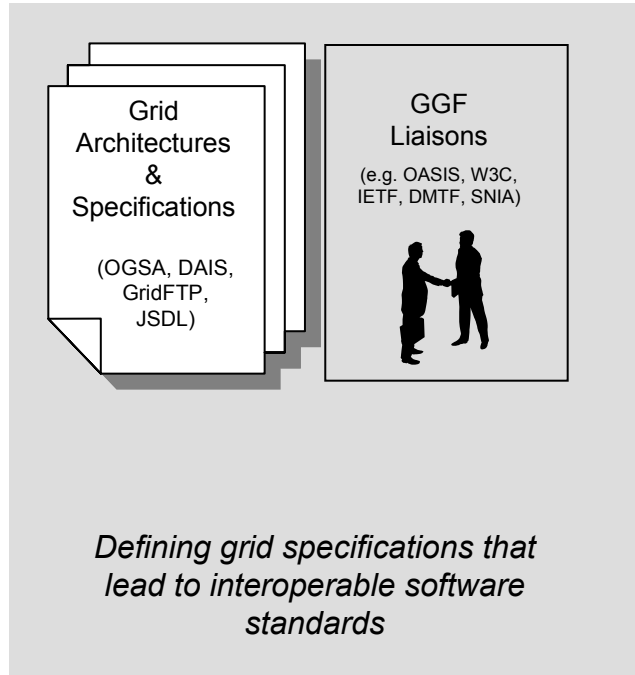 Grid
Architectures
&
Specifications
(OGSA, DAIS,
GridFTP,
JSDL)
GGF
Liaisons
(e.g. OASIS, W3C,
IETF, DMTF, SNIA)
Defining grid specifications that
lead to interoperable software
standards